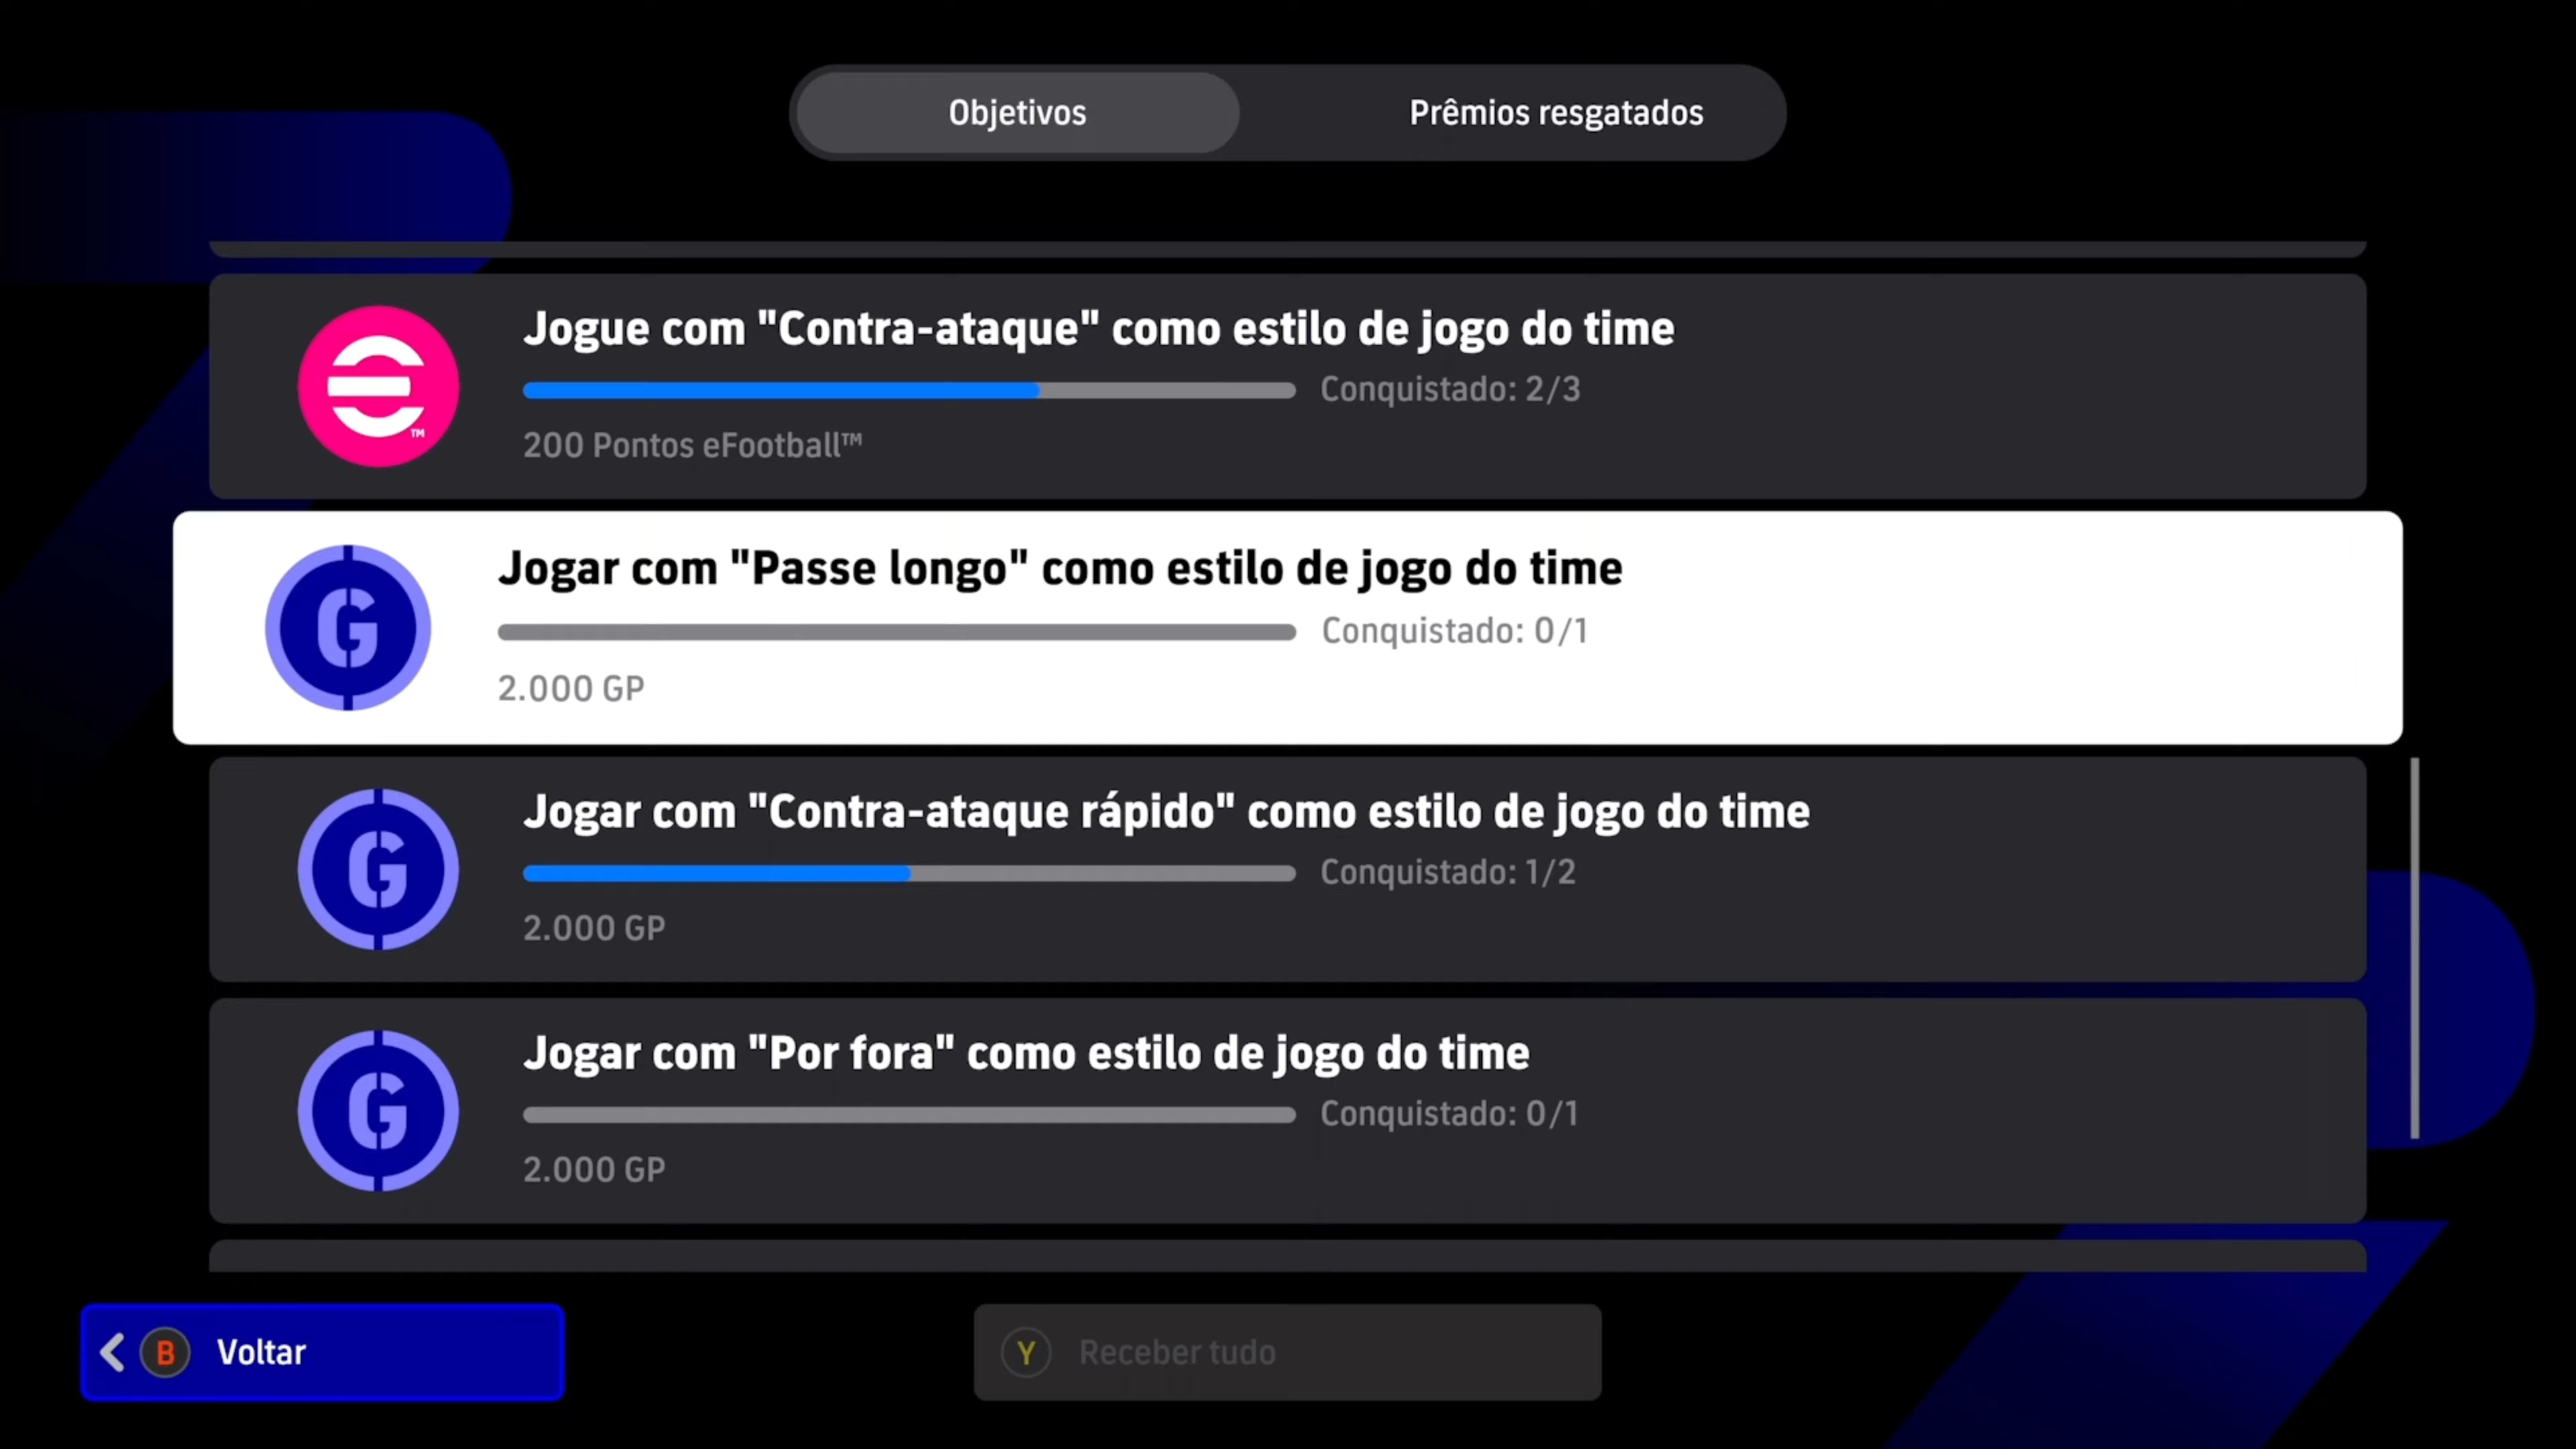 Objetivos
Prêmios resgatados
Jogue com "Contra-ataque" como estilo de jogo do time
Conquistado: 2/3
TM
200 Pontos eFootball™
Jogar com "Passe longo" como estilo de jogo do time
G
Conquistado: 0/1
2.000 GP
Jogar com "Contra-ataque rápido" como estilo de jogo do time
G
Conquistado: 1/2
2.000 GP
Jogar com "Por fora" como estilo de jogo do time
G
Conquistado: 0/1
2.000 GP
B Voltar
Y Receber tudo